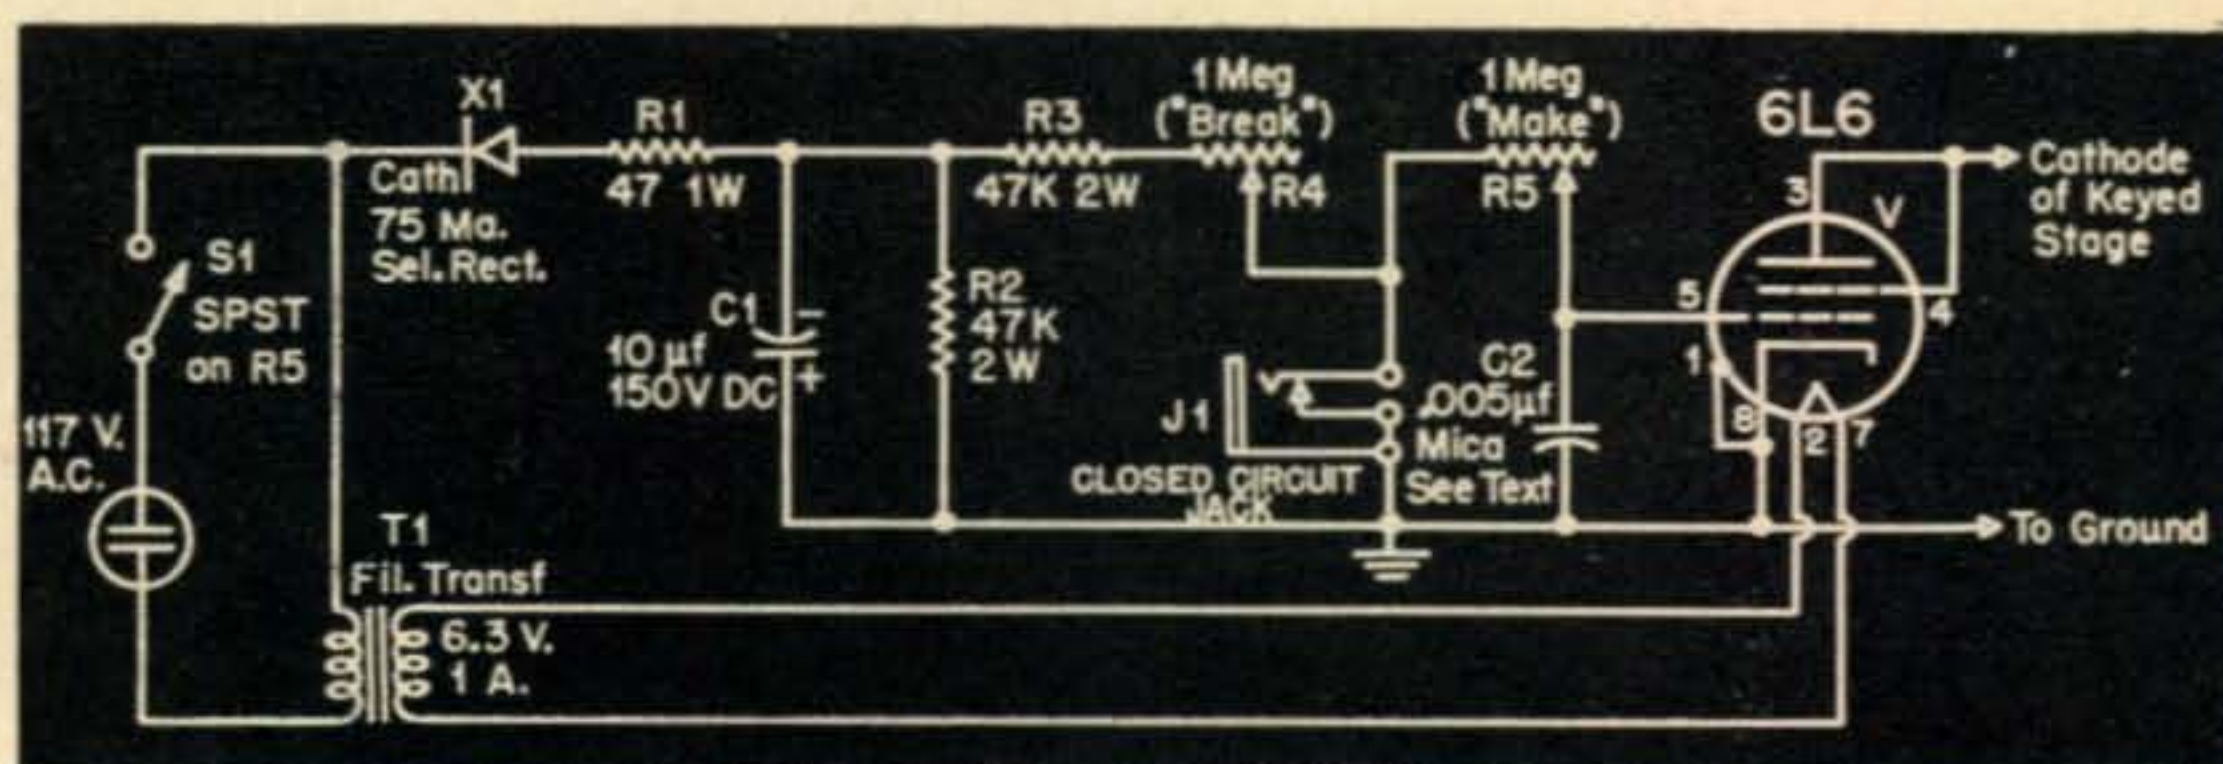 X1
Cath
75 Ma.
Sel. Rect.
R1
47 1W
R3
47K 2W
1 Meg
("Break")
R4
1 Meg
("Make")
R5
6L6
3
V
Cathode
of Keyed
Stage
S1
SPST
on R5
C1
-
10 µf
150V DC
+
R2
47K
2W
J1
CLOSED CIRCUIT
JACK
C2
.005µf
Mica
See Text
5
4
1
8
2
7
117 V.
A.C.
T1
Fil. Transf
6.3 V.
1 A.
To Ground